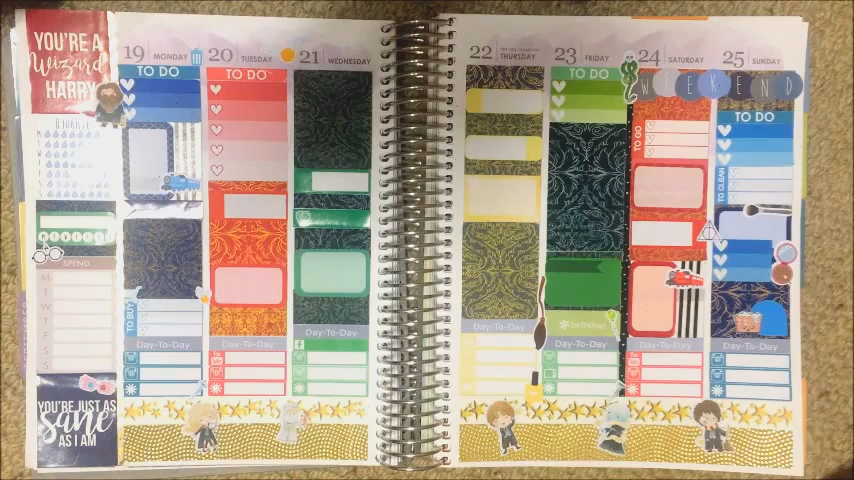 YOU'RE A
Wizard
HARRY
HYDRATE
SPEND
M
T
W
T
F
S
S
YOU'RE JUST AS
Sane
AS I AM
19 MONDAY
TO DO
TO BUY
Day-To-Day
20 TUESDAY
TO DO
Day-To-Day
21 WEDNESDAY
Day-To-Day
22 THURSDAY
Day-To-Day
23 FRIDAY
TO DO
birthday!
Day-To-Day
24 SATURDAY
WEEKEND
TO GO
Day-To-Day
25 SUNDAY
TO DO
TO CLEAN
Day-To-Day